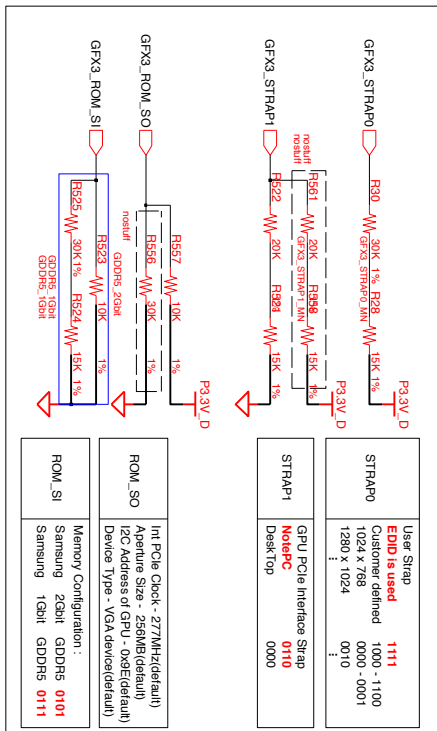 GFX3_STRAP0
R30
30K 1%
GFX3_STRAP0_MN
R28
15K 1%
P3.3V_D
GFX3_STRAP1
nostuff
nostuff
R561
20K
GFX3_STRAP1_MN
R558
15K 1%
P3.3V_D
R522
20K
R521
15K 1%
GFX3_ROM_SO
R557
10K 1%
P3.3V_D
nostuff
R556
30K 1%
GDDR5_2Gbit
GFX3_ROM_SI
R523
10K 1%
R525
30K 1%
R524
15K 1%
GDDR5_1Gbit
GDDR5_1Gbit
STRAP0
User Strap
EDID is used 1111
Customer defined 1000 - 1100
1024 x 768 0000 - 0001
1280 x 1024 0010
⋮ ⋮
STRAP1
GPU PCIe Interface Strap
NotePC 0110
DeskTop 0000
ROM_SO
Int PCIe Clock - 277MHz(default)
Aperture Size - 256MB(default)
I2C Address of GPU - 0x9E(default)
Device Type - VGA device(default)
ROM_SI
Memory Configuration :
Samsung 2Gbit GDDR5 0101
Samsung 1Gbit GDDR5 0111